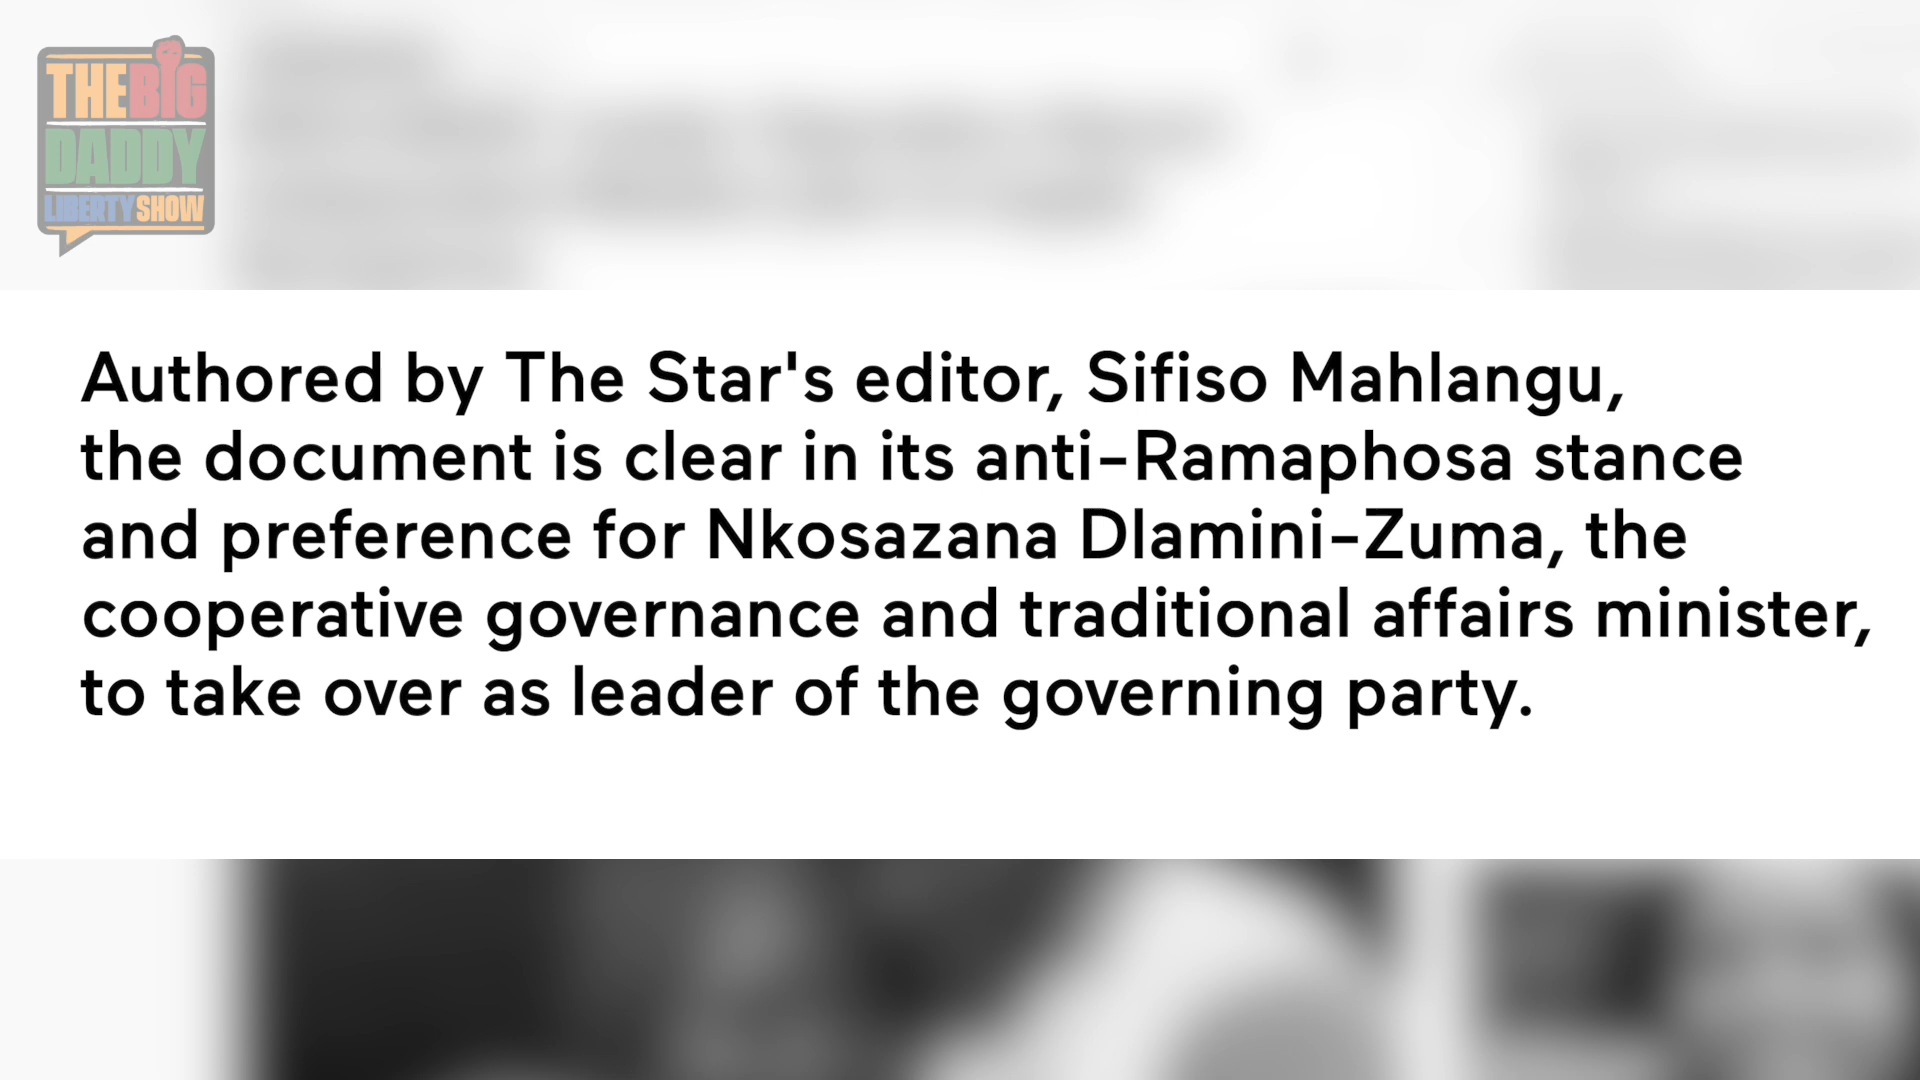 THE BIG
DADDY
LIBERTY SHOW
Authored by The Star's editor, Sifiso Mahlangu,
the document is clear in its anti-Ramaphosa stance
and preference for Nkosazana Dlamini-Zuma, the
cooperative governance and traditional affairs minister,
to take over as leader of the governing party.